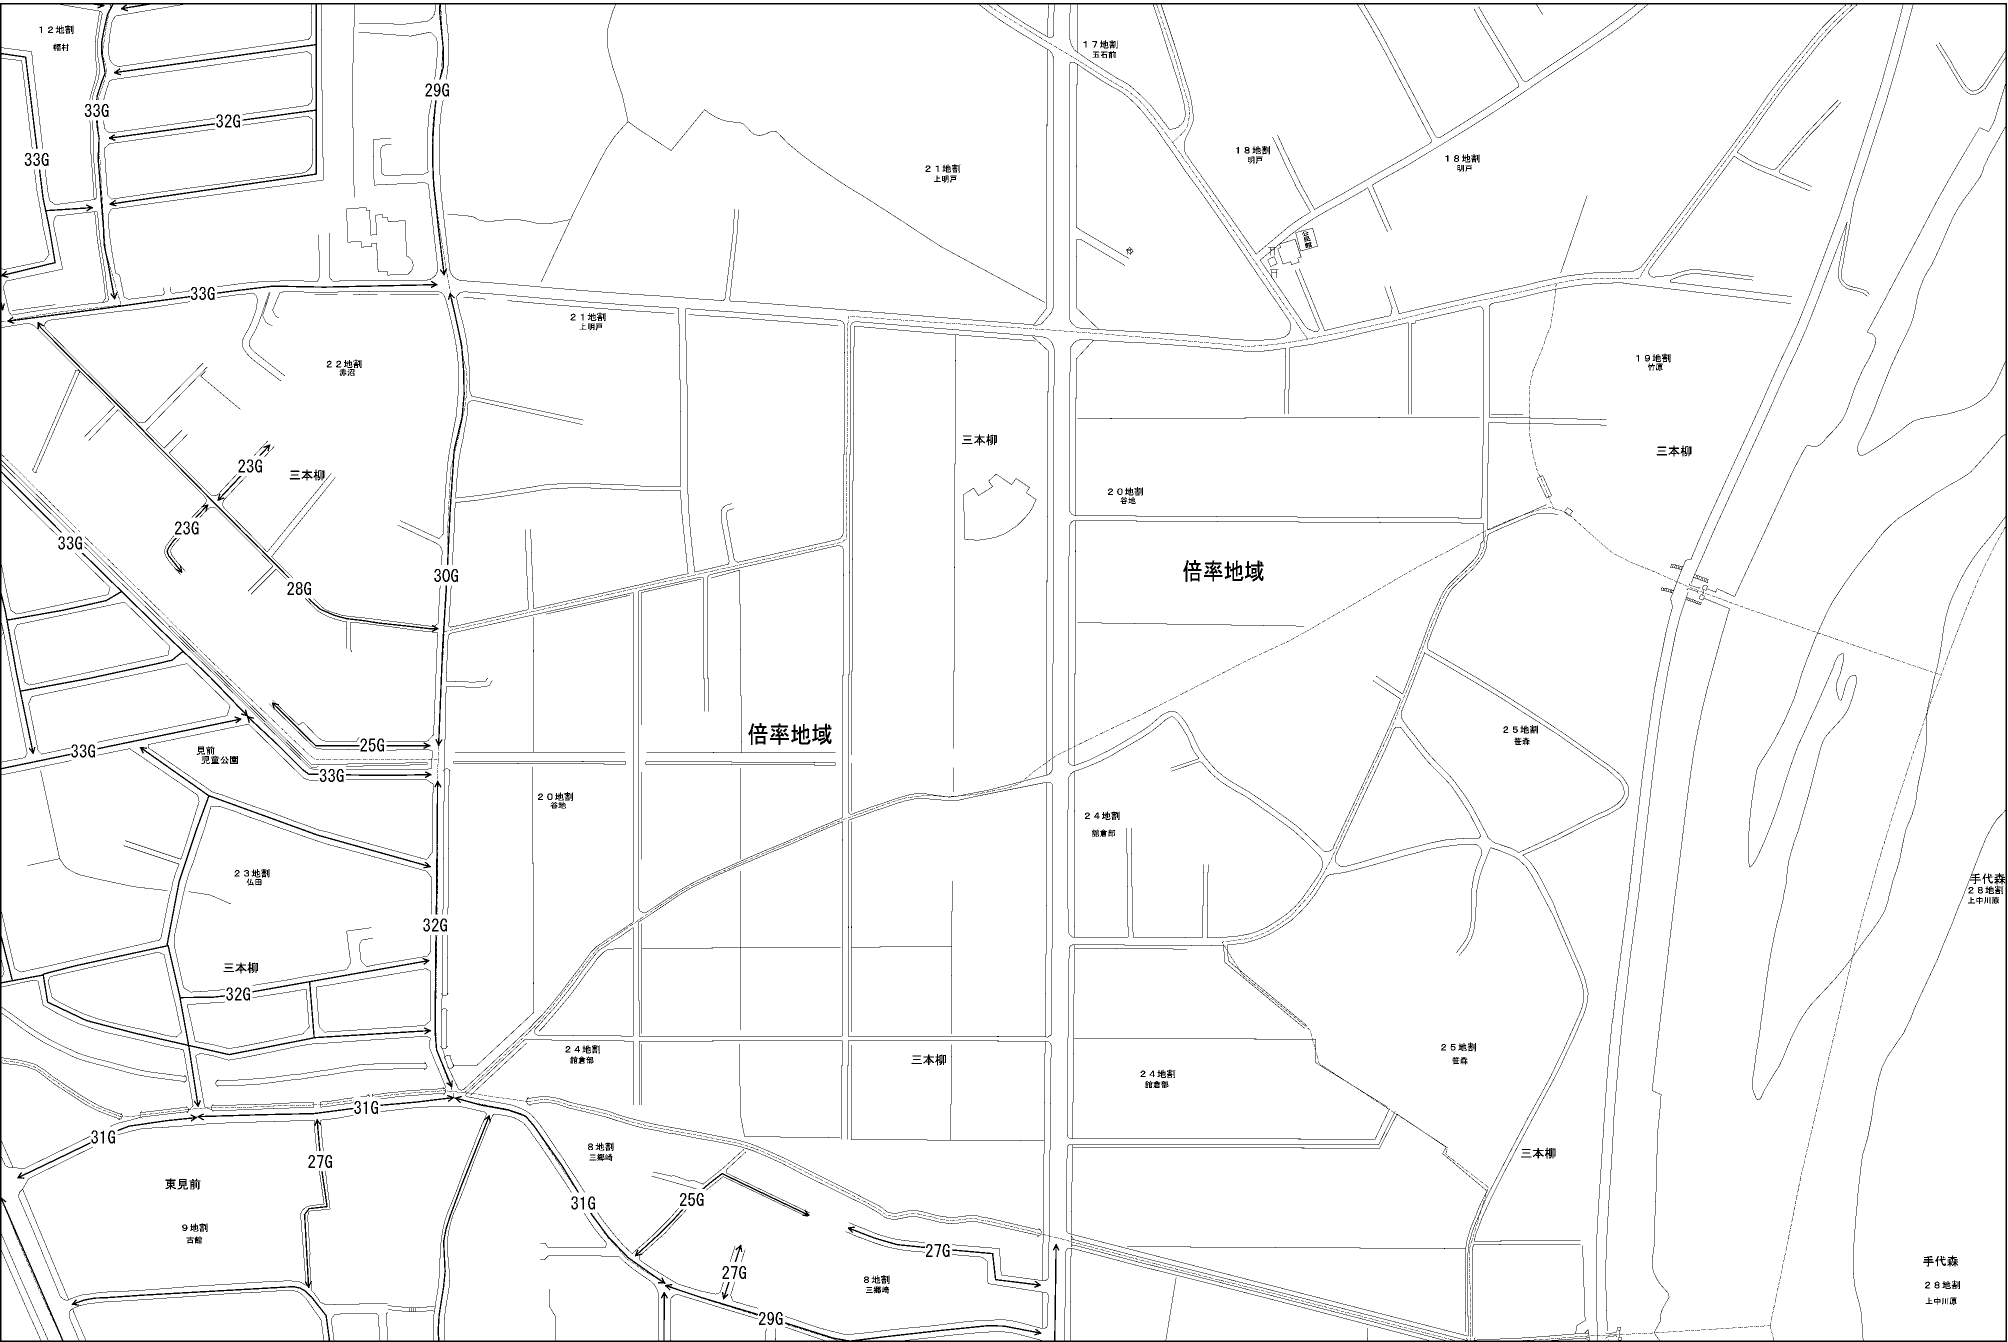 12地割
幅村
17地割
五石前
29G
33G
32G
33G
18地割
明戸
18地割
明戸
21地割
上明戸
公民館
33G
21地割
上明戸
22地割
赤沼
19地割
竹原
三本柳
三本柳
23G
三本柳
20地割
谷地
23G
33G
倍率地域
30G
28G
25地割
笹森
倍率地域
25G
33G
見前
児童公園
33G
20地割
谷地
24地割
館倉部
23地割
仏田
手代森
28地割
上中川原
32G
三本柳
32G
24地割
館倉部
三本柳
25地割
笹森
24地割
館倉部
31G
31G
8地割
三郷崎
三本柳
27G
東見前
25G
31G
9地割
古館
27G
27G
8地割
三郷崎
手代森
28地割
上中川原
29G